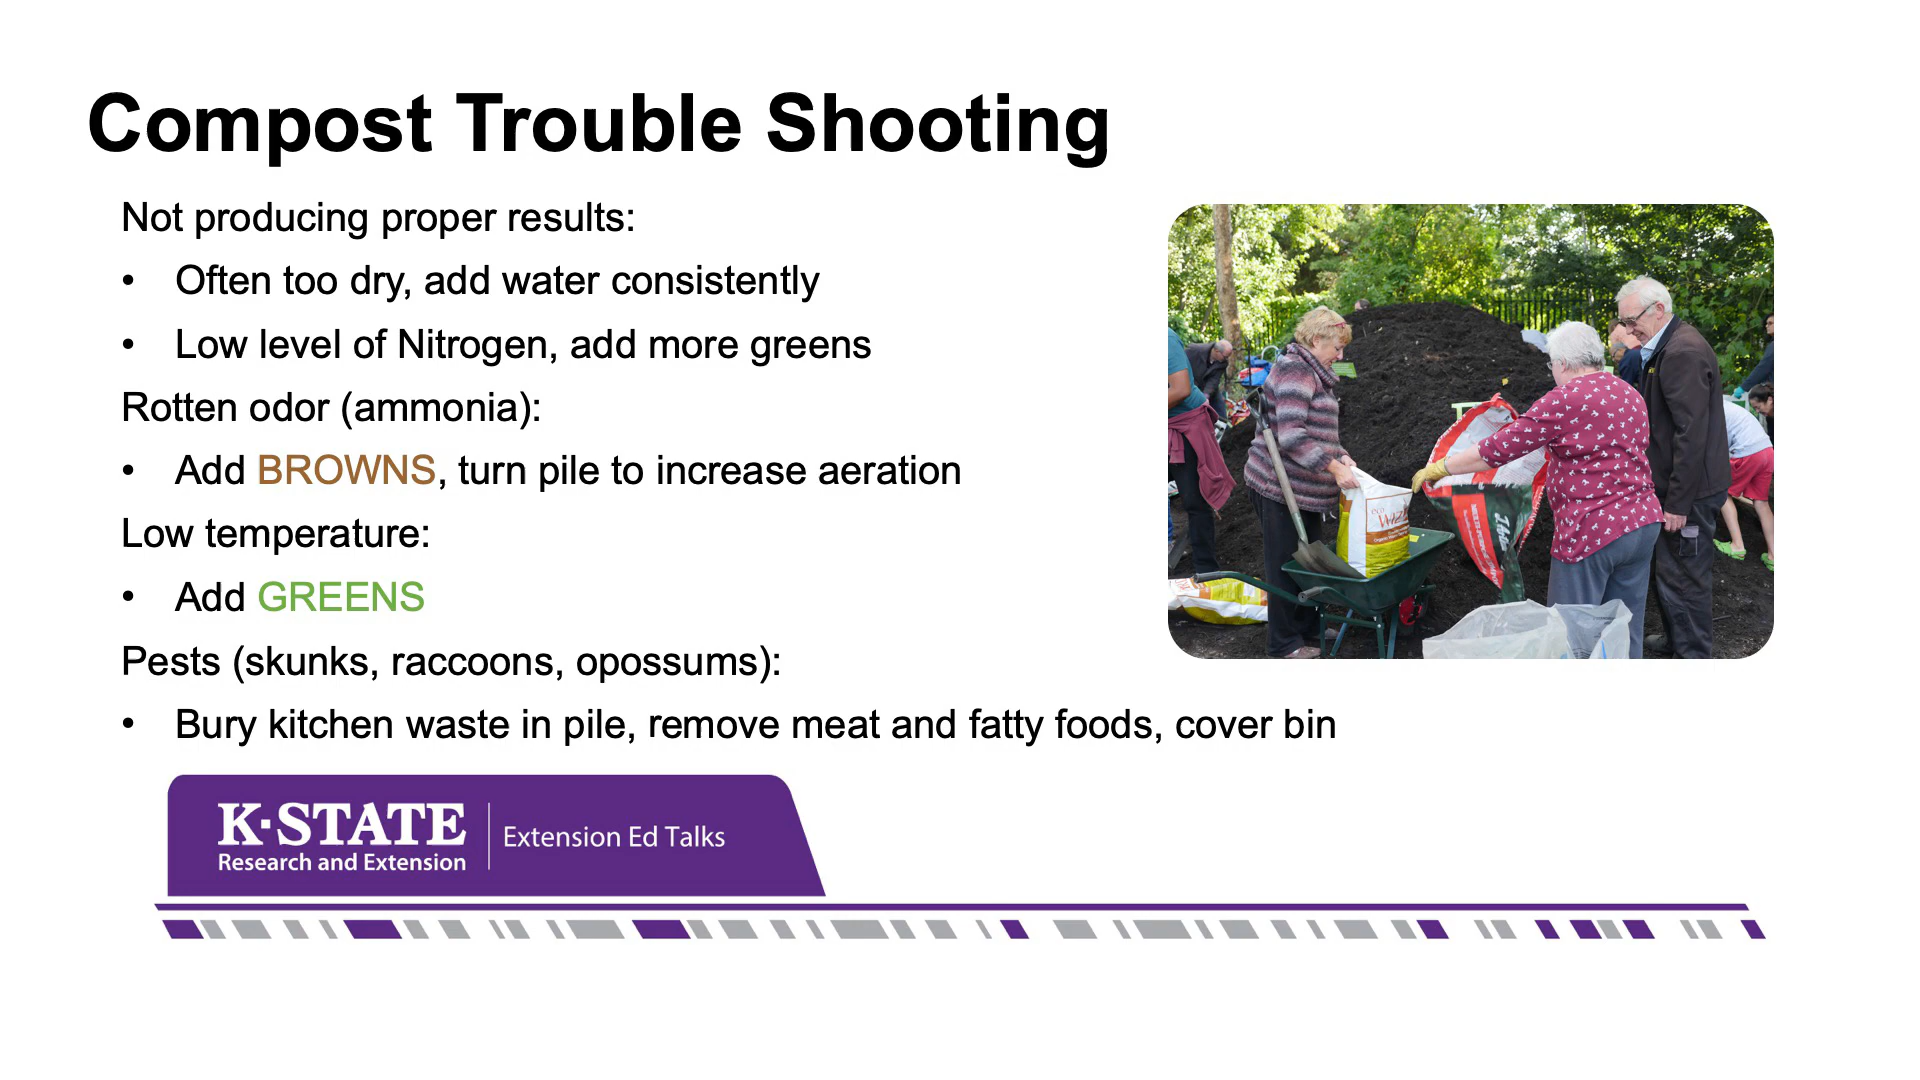 Compost Trouble Shooting
Not producing proper results:
• Often too dry, add water consistently
• Low level of Nitrogen, add more greens
Rotten odor (ammonia):
• Add BROWNS, turn pile to increase aeration
Low temperature:
• Add GREENS
Pests (skunks, raccoons, opossums):
• Bury kitchen waste in pile, remove meat and fatty foods, cover bin
K·STATE
Research and Extension
Extension Ed Talks